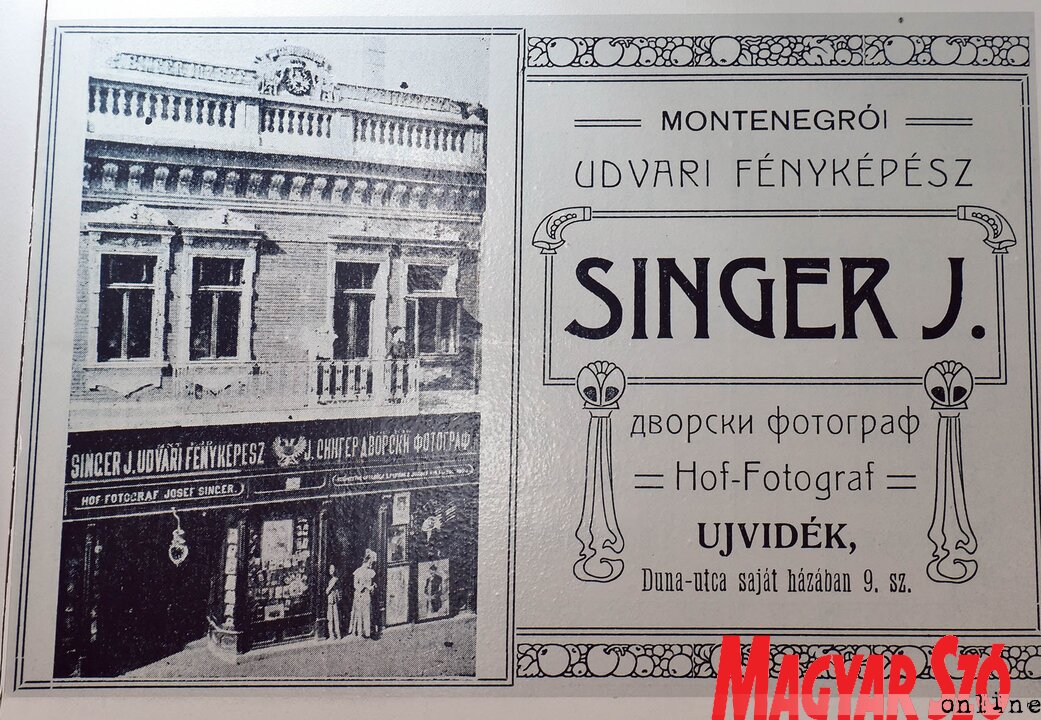 SINGER J. UDVARI FÉNYKÉPÉSZ
Ј. СИНГЕР ДВОРСКИ ФОТОГРАФ
HOF-FOTOGRAF JOSEF SINGER.
MONTENEGRÓI
UDVARI FÉNYKÉPÉSZ
SINGER J.
дворски фотограф
Hof-Fotograf
UJVIDÉK,
Duna-utca saját házában 9. sz.
MAGYAR SZÓ
online